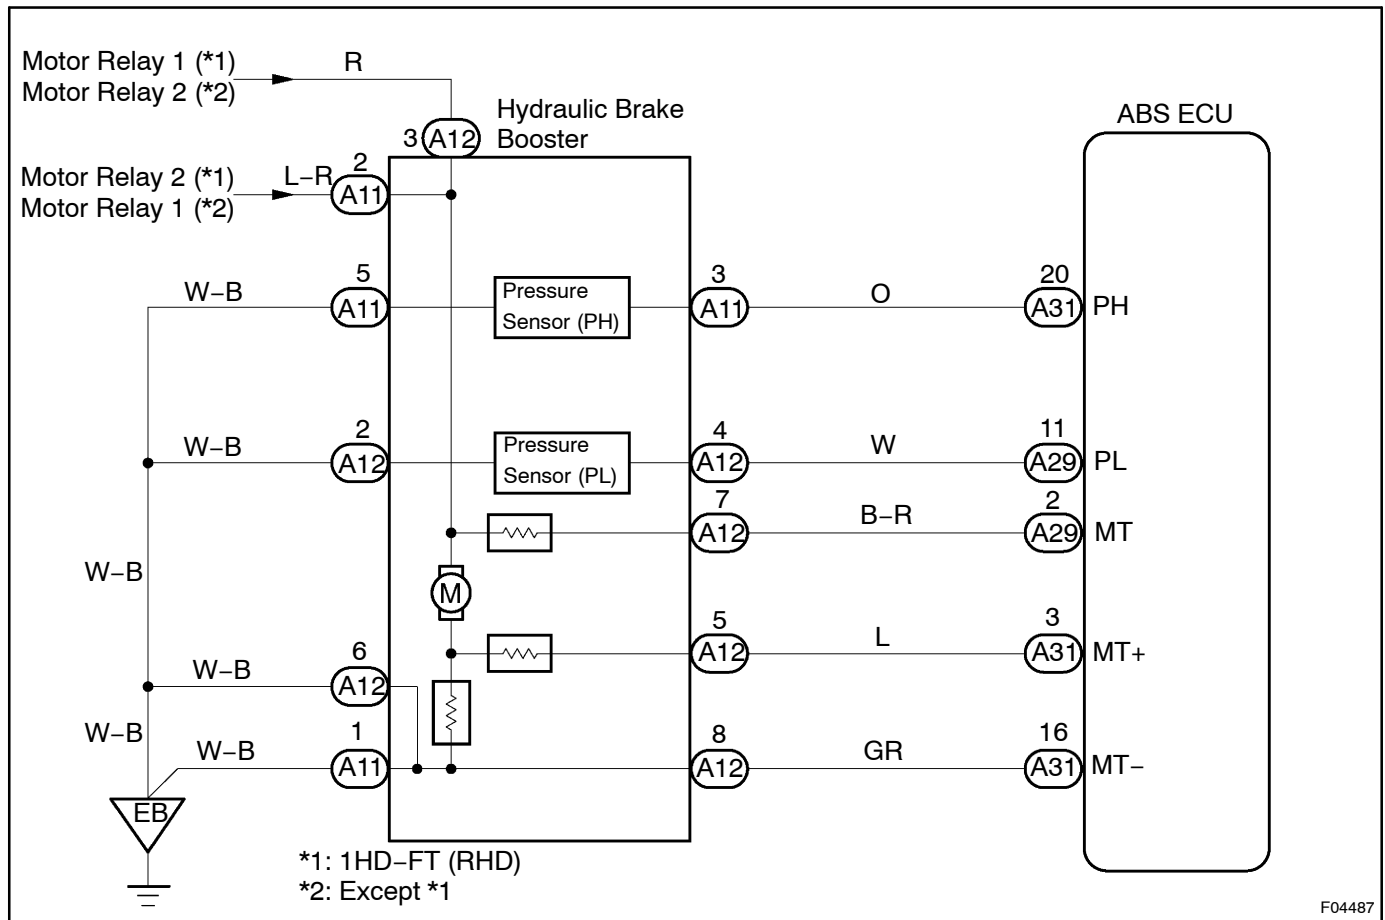 Motor Relay 1 (*1)
Motor Relay 2 (*2)
R
3 A12
Hydraulic Brake
Booster
ABS ECU
Motor Relay 2 (*1)
Motor Relay 1 (*2)
L–R
2
A11
W–B
5
A11
Pressure
Sensor (PH)
3
A11
O
20
A31
PH
W–B
2
A12
Pressure
Sensor (PL)
4
A12
W
11
A29
PL
7
A12
B–R
2
A29
MT
W–B
M
5
A12
L
3
A31
MT+
W–B
6
A12
W–B
W–B
1
A11
8
A12
GR
16
A31
MT–
EB
*1: 1HD–FT (RHD)
*2: Except *1
F04487